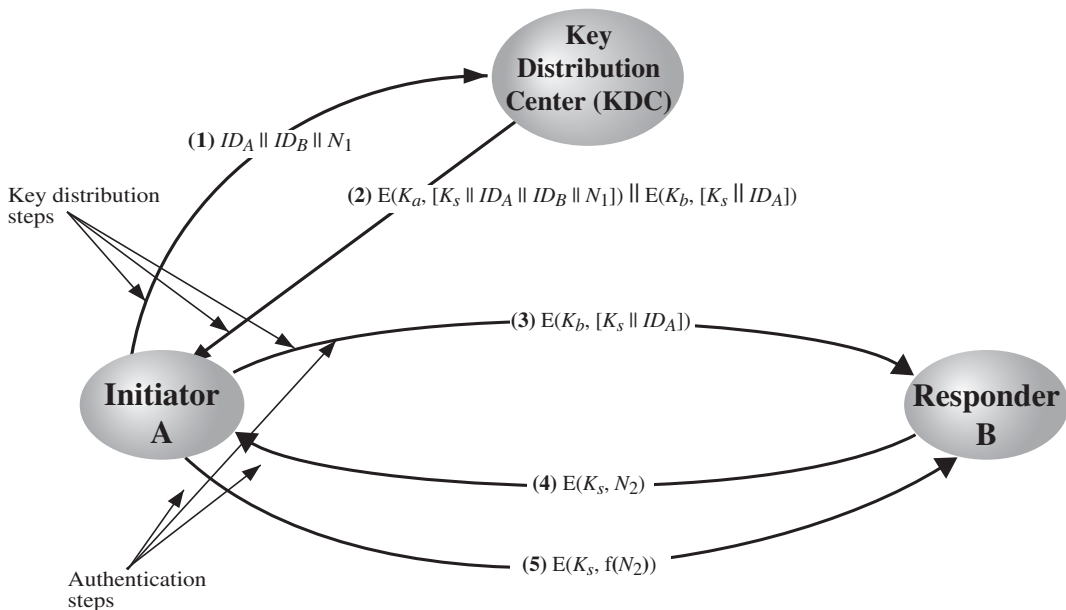 Key
Distribution
Center (KDC)
(1) ID_A || ID_B || N_1
Key distribution
steps
(2) E(K_a, [K_s || ID_A || ID_B || N_1]) || E(K_b, [K_s || ID_A])
(3) E(K_b, [K_s || ID_A])
Initiator
A
Responder
B
(4) E(K_s, N_2)
(5) E(K_s, f(N_2))
Authentication
steps